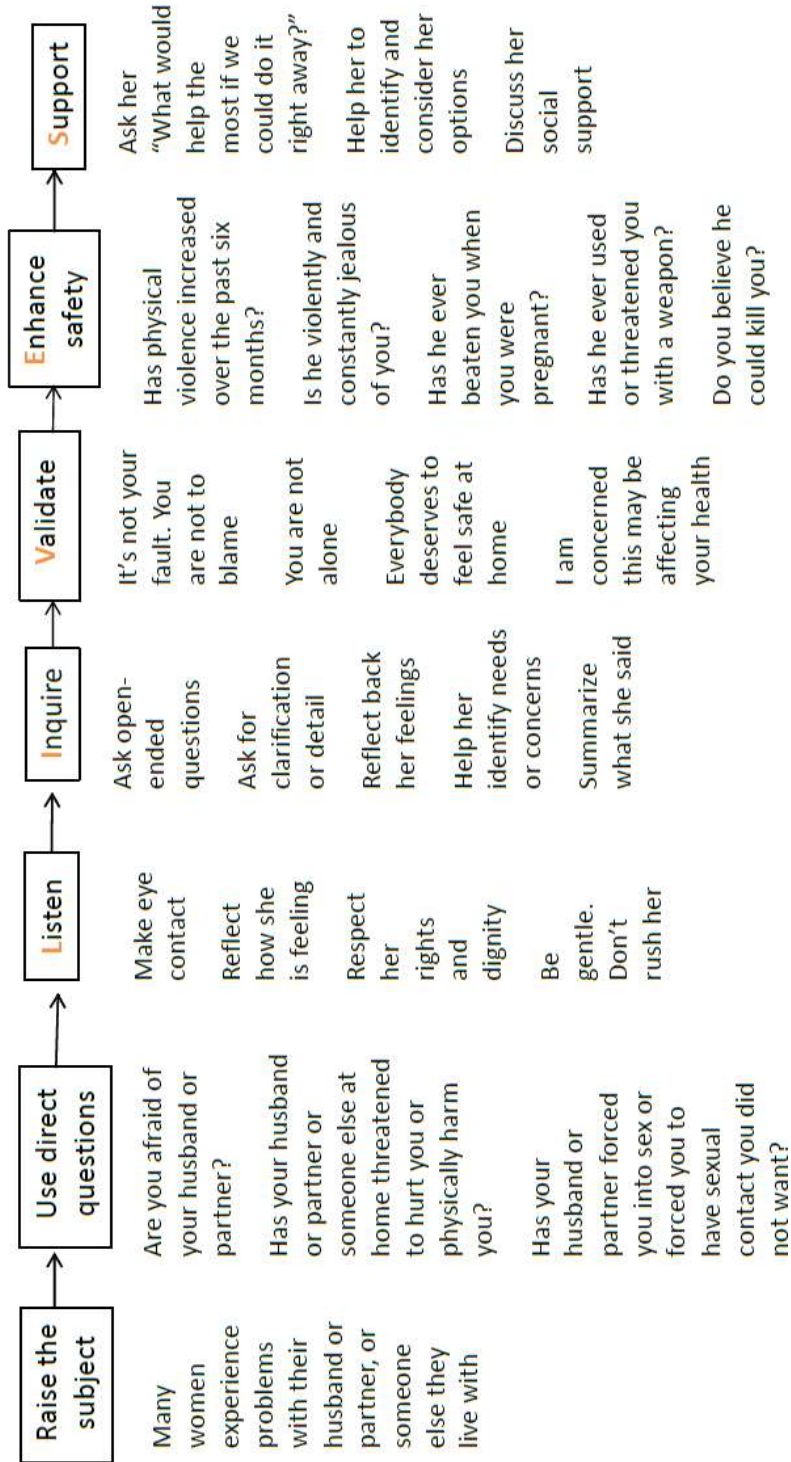 Raise the
subject
Many
women
experience
problems
with their
husband or
partner, or
someone
else they
live with
Use direct
questions
Are you afraid of
your husband or
partner?
Has your husband
or partner or
someone else at
home threatened
to hurt you or
physically harm
you?
Has your
husband or
partner forced
you into sex or
forced you to
have sexual
contact you did
not want?
Listen
Make eye
contact
Reflect
how she
is feeling
Respect
her
rights
and
dignity
Be
gentle.
Don't
rush her
Inquire
Ask open-
ended
questions
Ask for
clarification
or detail
Reflect back
her feelings
Help her
identify needs
or concerns
Summarize
what she said
Validate
It's not your
fault. You
are not to
blame
You are not
alone
Everybody
deserves to
feel safe at
home
I am
concerned
this may be
affecting
your health
Enhance
safety
Has physical
violence increased
over the past six
months?
Is he violently and
constantly jealous
of you?
Has he ever
beaten you when
you were
pregnant?
Has he ever used
or threatened you
with a weapon?
Do you believe he
could kill you?
Support
Ask her
“What would
help the
most if we
could do it
right away?”
Help her to
identify and
consider her
options
Discuss her
social
support